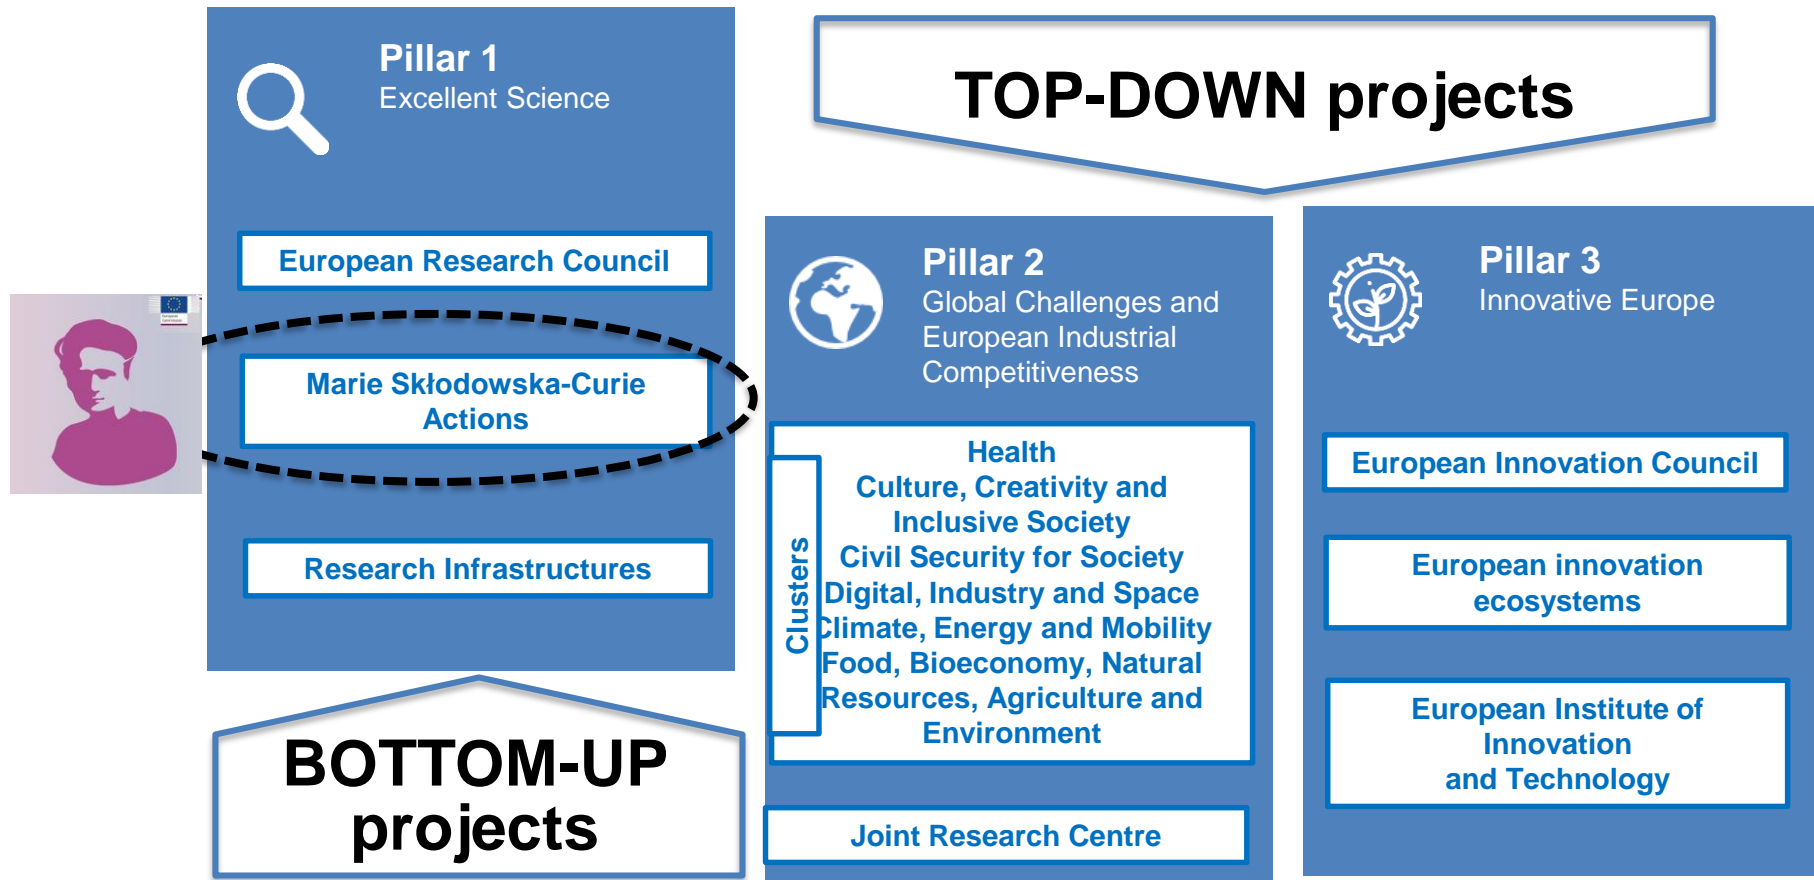 Pillar 1
Excellent Science
European Research Council
Marie Skłodowska-Curie
Actions
Research Infrastructures
BOTTOM-UP
projects
TOP-DOWN projects
Pillar 2
Global Challenges and
European Industrial
Competitiveness
Clusters
Health
Culture, Creativity and
Inclusive Society
Civil Security for Society
Digital, Industry and Space
Climate, Energy and Mobility
Food, Bioeconomy, Natural
Resources, Agriculture and
Environment
Joint Research Centre
Pillar 3
Innovative Europe
European Innovation Council
European innovation
ecosystems
European Institute of
Innovation
and Technology